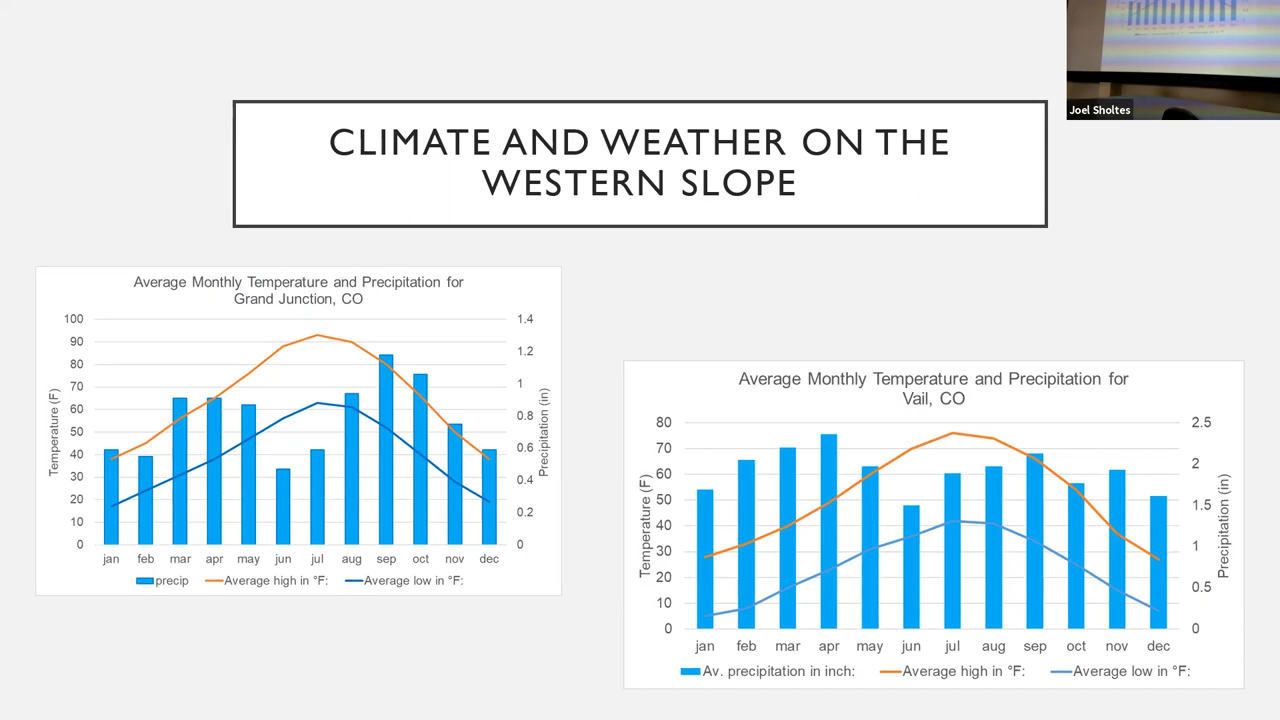 Joel Sholtes
CLIMATE AND WEATHER ON THE
WESTERN SLOPE
Average Monthly Temperature and Precipitation for
Grand Junction, CO
100
90
80
70
60
50
40
30
20
10
0
Temperature (F)
1.4
1.2
1
0.8
0.6
0.4
0.2
0
Precipitation (in)
jan feb mar apr may jun jul aug sep oct nov dec
precip Average high in °F: Average low in °F:
Average Monthly Temperature and Precipitation for
Vail, CO
80
70
60
50
40
30
20
10
0
Temperature (F)
2.5
2
1.5
1
0.5
0
Precipitation (in)
jan feb mar apr may jun jul aug sep oct nov dec
Av. precipitation in inch: Average high in °F: Average low in °F: